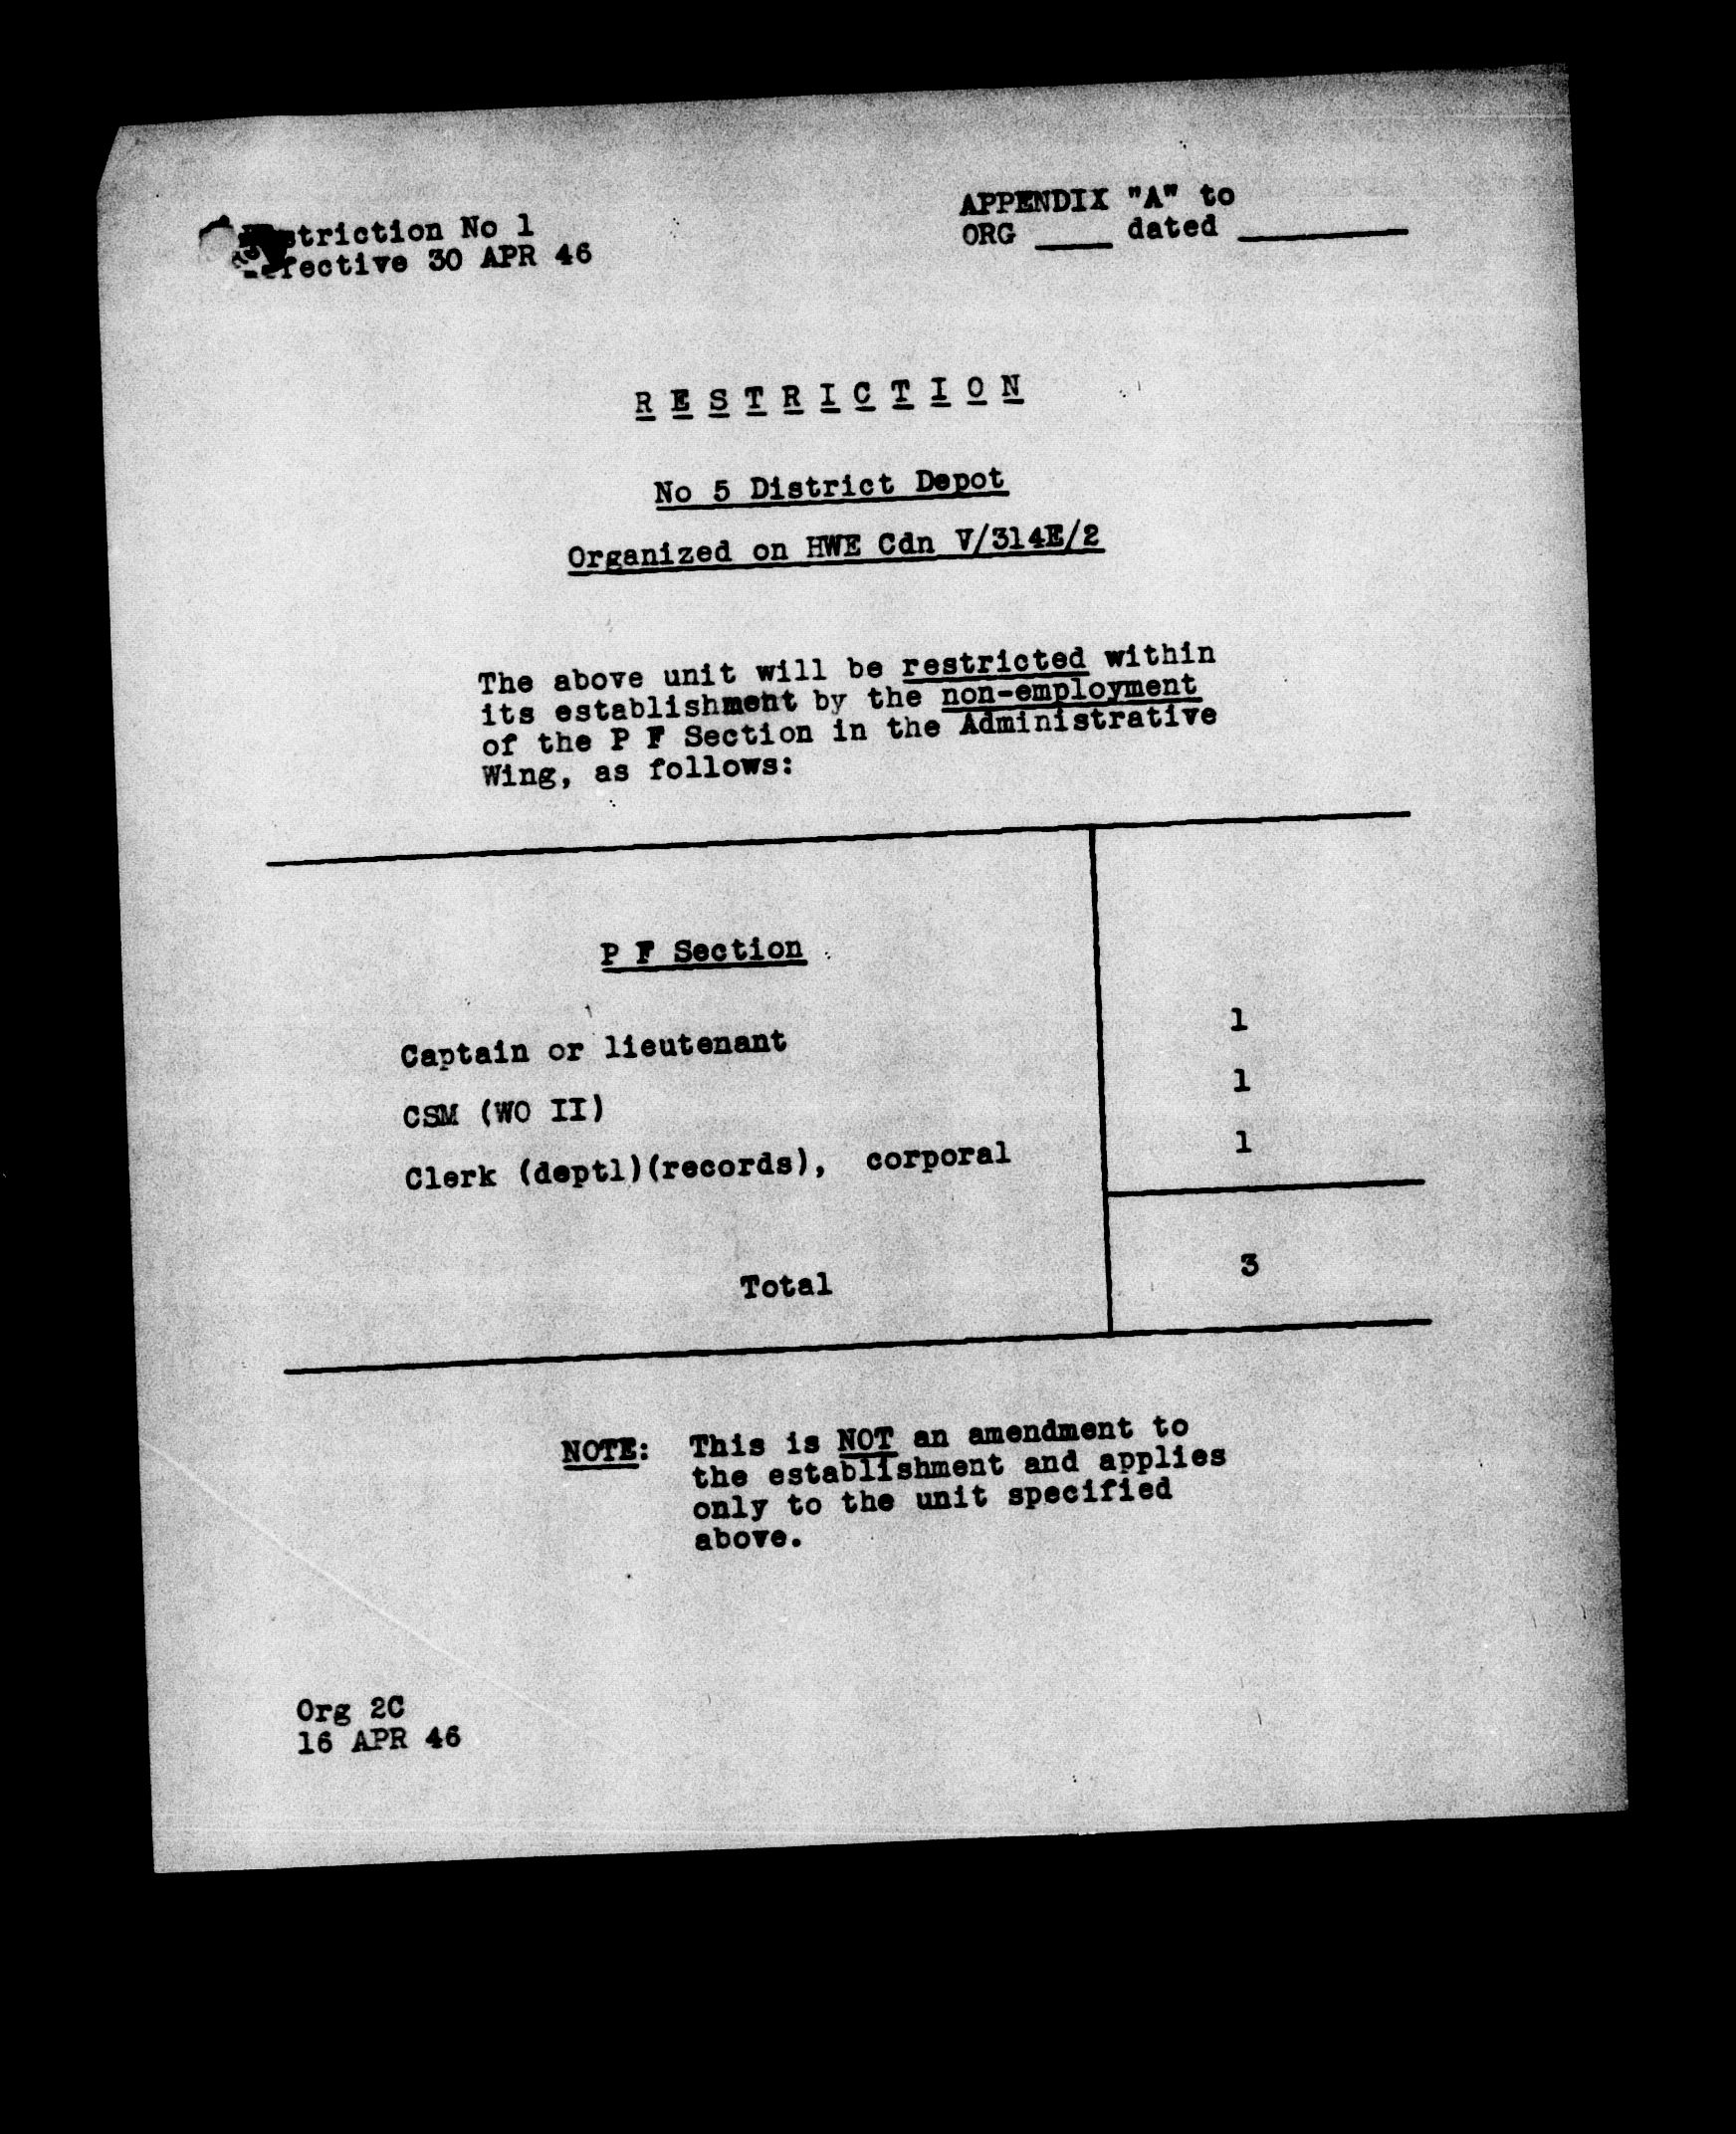 Restriction No 1
Effective 30 APR 46
APPENDIX "A" to
ORG ____ dated ________
R E S T R I C T I O N
No 5 District Depot
Organized on HWE Cdn V/314E/2
The above unit will be restricted within
its establishment by the non-employment
of the P F Section in the Administrative
Wing, as follows:
P F Section
Captain or lieutenant 1
CSM (WO II) 1
Clerk (deptl)(records), corporal 1
Total 3
NOTE: This is NOT an amendment to
the establishment and applies
only to the unit specified
above.
Org 2C
16 APR 46